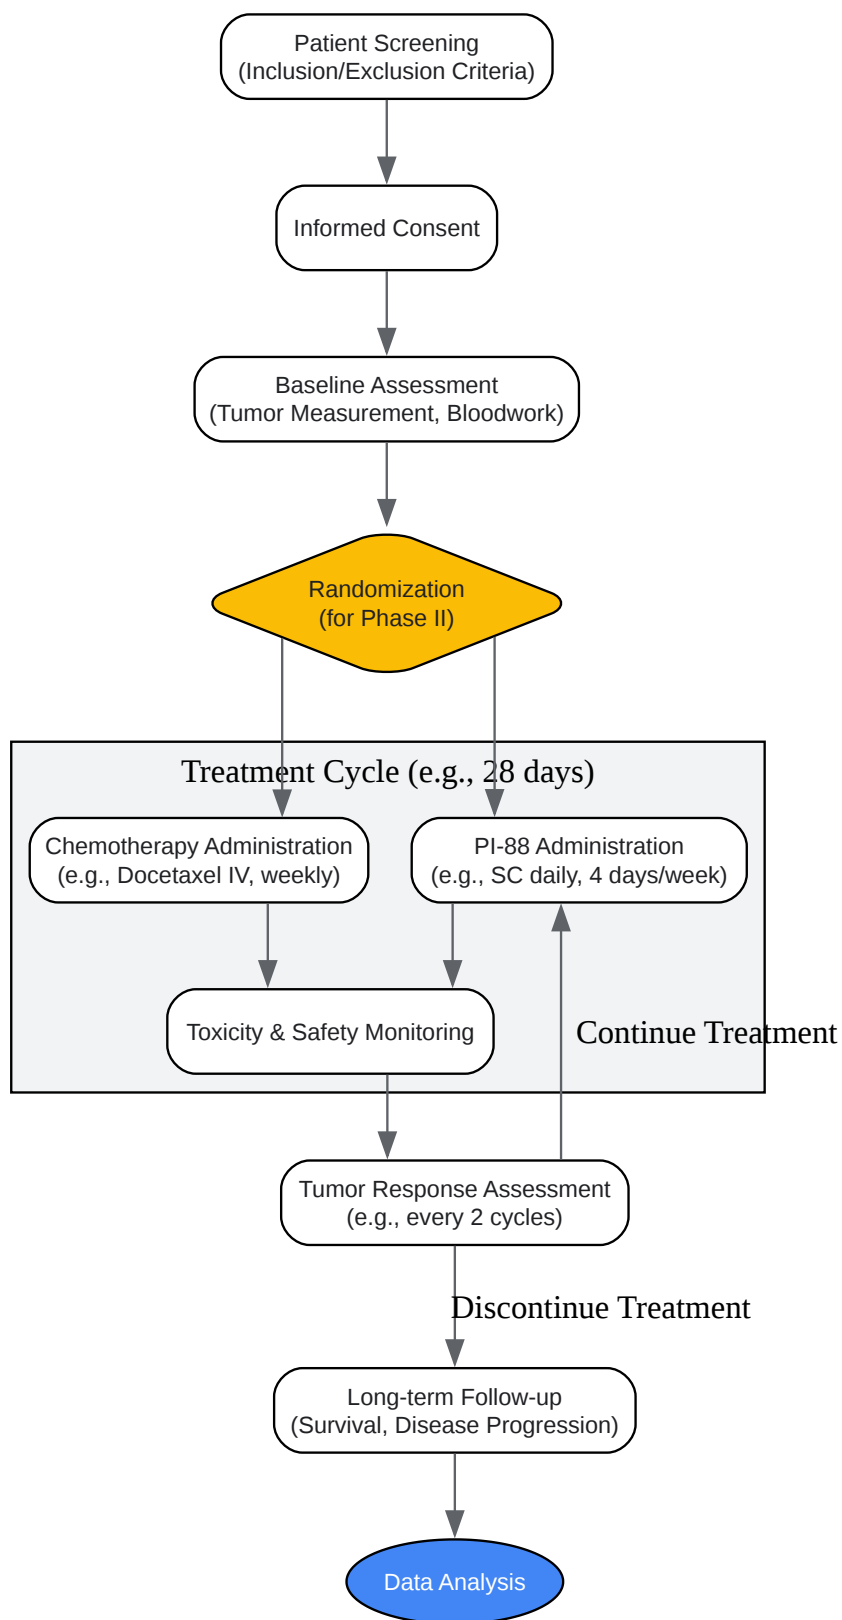 Patient Screening
(Inclusion/Exclusion Criteria)
Informed Consent
Baseline Assessment
(Tumor Measurement, Bloodwork)
Randomization
(for Phase II)
Treatment Cycle (e.g., 28 days)
Chemotherapy Administration
(e.g., Docetaxel IV, weekly)
PI-88 Administration
(e.g., SC daily, 4 days/week)
Toxicity & Safety Monitoring
Continue Treatment
Tumor Response Assessment
(e.g., every 2 cycles)
Discontinue Treatment
Long-term Follow-up
(Survival, Disease Progression)
Data Analysis